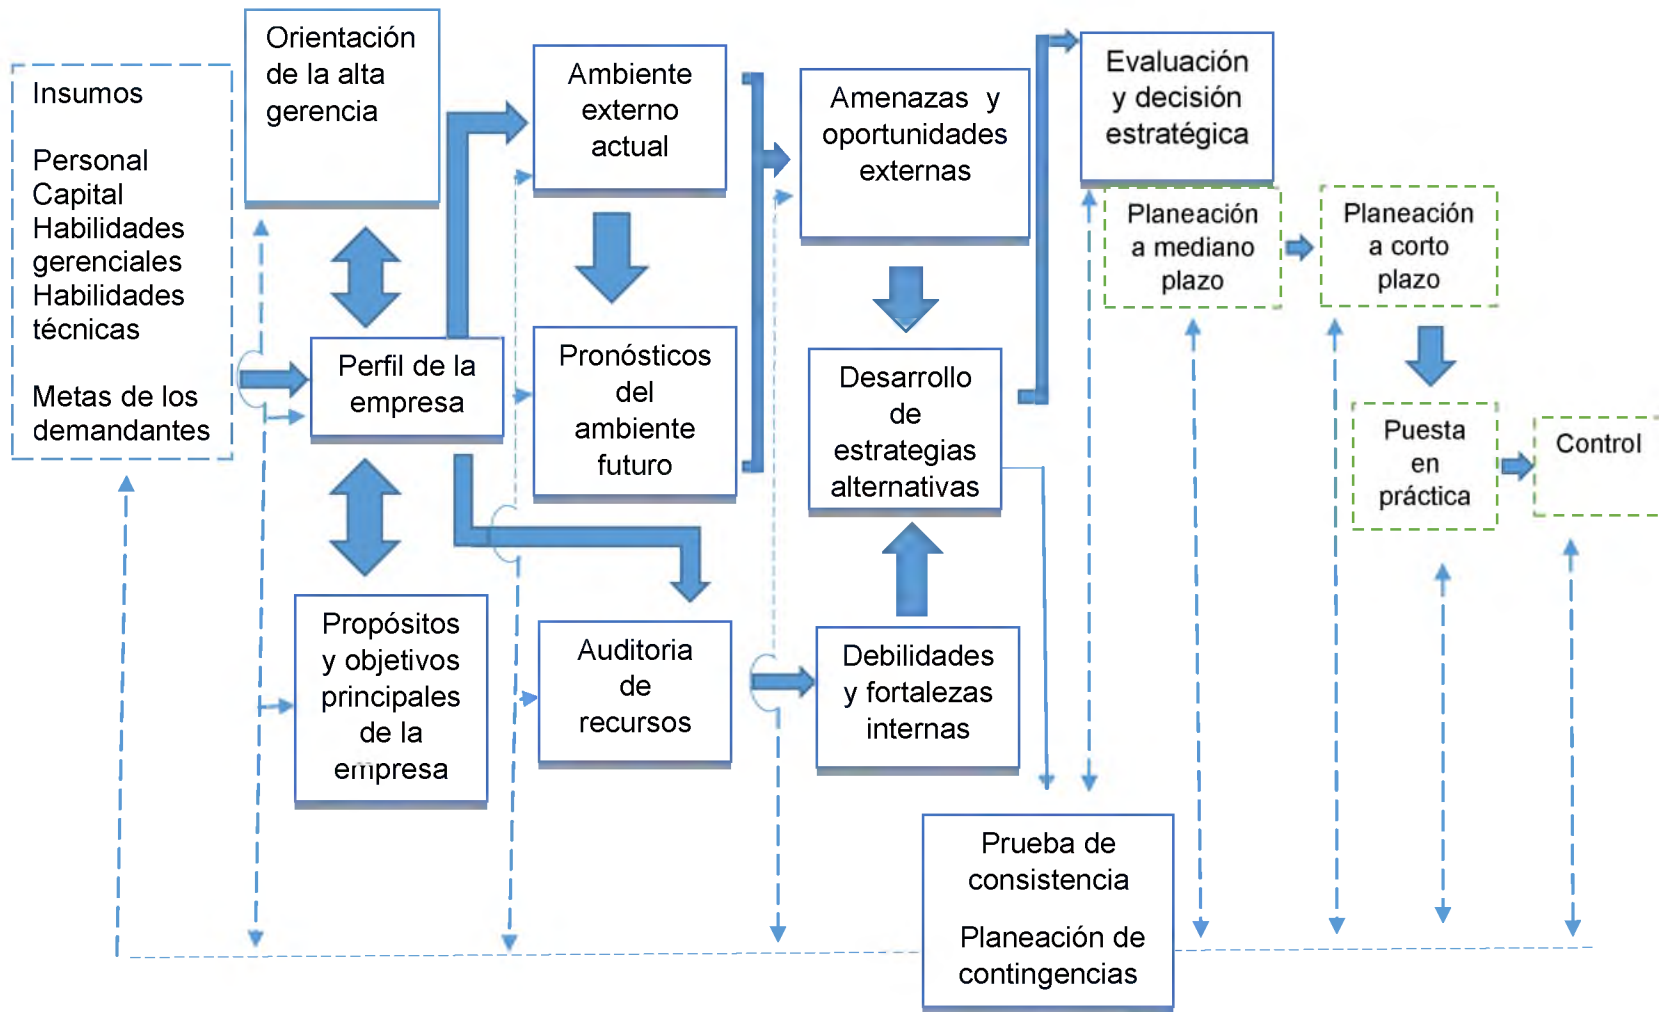 Insumos
Personal
Capital
Habilidades
gerenciales
Habilidades
técnicas
Metas de los
demandantes
Orientación
de la alta
gerencia
Perfil de la
empresa
Propósitos
y objetivos
principales
de la
empresa
Ambiente
externo
actual
Pronósticos
del
ambiente
futuro
Auditoria
de
recursos
Amenazas y
oportunidades
externas
Desarrollo
de
estrategias
alternativas
Debilidades
y fortalezas
internas
Evaluación
y decisión
estratégica
Prueba de
consistencia
Planeación de
contingencias
Planeación
a mediano
plazo
Planeación
a corto
plazo
Puesta
en
práctica
Control